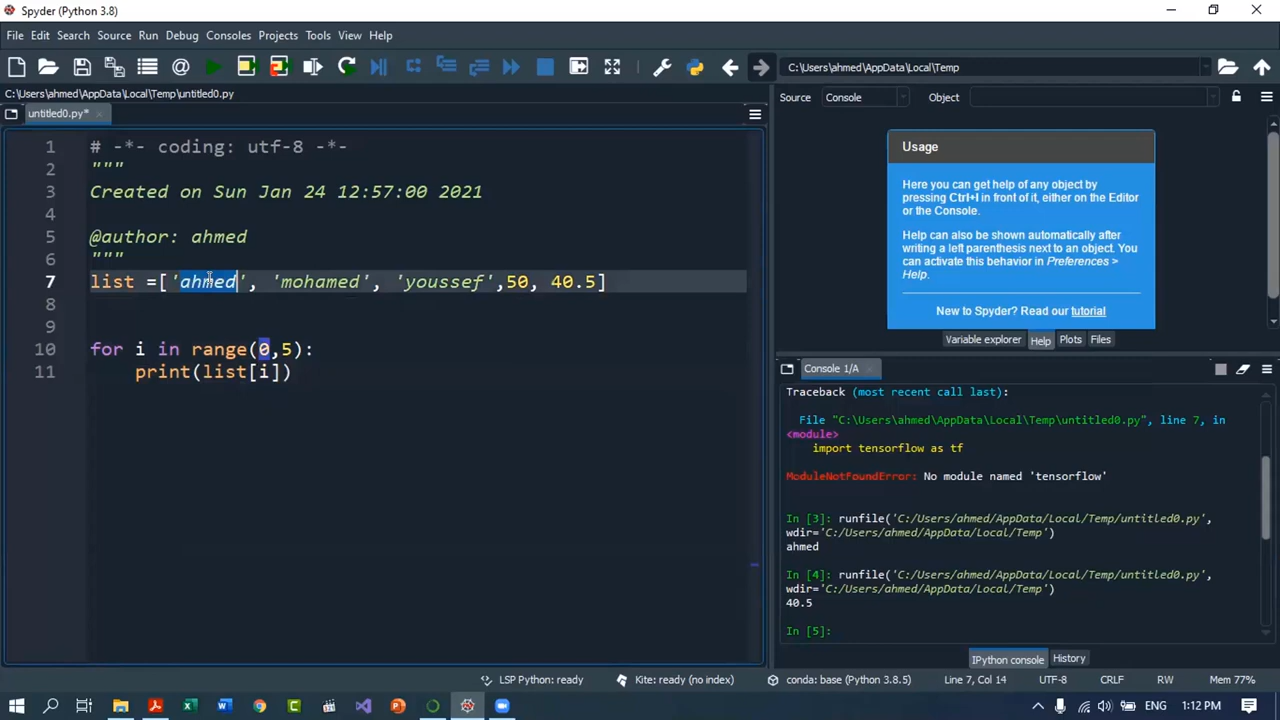 Spyder (Python 3.8)
File Edit Search Source Run Debug Consoles Projects Tools View Help
C:\Users\ahmed\AppData\Local\Temp
C:\Users\ahmed\AppData\Local\Temp\untitled0.py
untitled0.py*
1 # -*- coding: utf-8 -*-
2 """
3 Created on Sun Jan 24 12:57:00 2021
4
5 @author: ahmed
6 """
7 list =['ahmed', 'mohamed', 'youssef',50, 40.5]
8
9
10 for i in range(0,5):
11 print(list[i])
Source Console Object
Usage
Here you can get help of any object by
pressing Ctrl+I in front of it, either on the Editor
or the Console.
Help can also be shown automatically after
writing a left parenthesis next to an object. You
can activate this behavior in Preferences >
Help.
New to Spyder? Read our tutorial
Variable explorer Help Plots Files
Console 1/A
Traceback (most recent call last):
File "C:\Users\ahmed\AppData\Local\Temp\untitled0.py", line 7, in
<module>
import tensorflow as tf
ModuleNotFoundError: No module named 'tensorflow'
In [3]: runfile('C:/Users/ahmed/AppData/Local/Temp/untitled0.py',
wdir='C:/Users/ahmed/AppData/Local/Temp')
ahmed
In [4]: runfile('C:/Users/ahmed/AppData/Local/Temp/untitled0.py',
wdir='C:/Users/ahmed/AppData/Local/Temp')
40.5
In [5]:
IPython console History
LSP Python: ready Kite: ready (no index) conda: base (Python 3.8.5) Line 7, Col 14 UTF-8 CRLF RW Mem 77%
ENG 1:12 PM